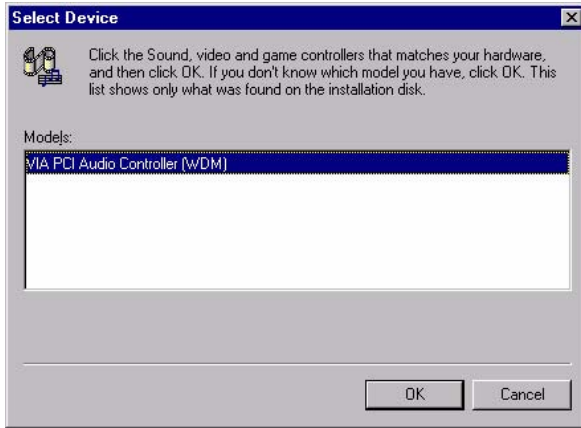 Select Device
Click the Sound, video and game controllers that matches your hardware,
and then click OK. If you don't know which model you have, click OK. This
list shows only what was found on the installation disk.
Models:
VIA PCI Audio Controller (WDM)
OK
Cancel